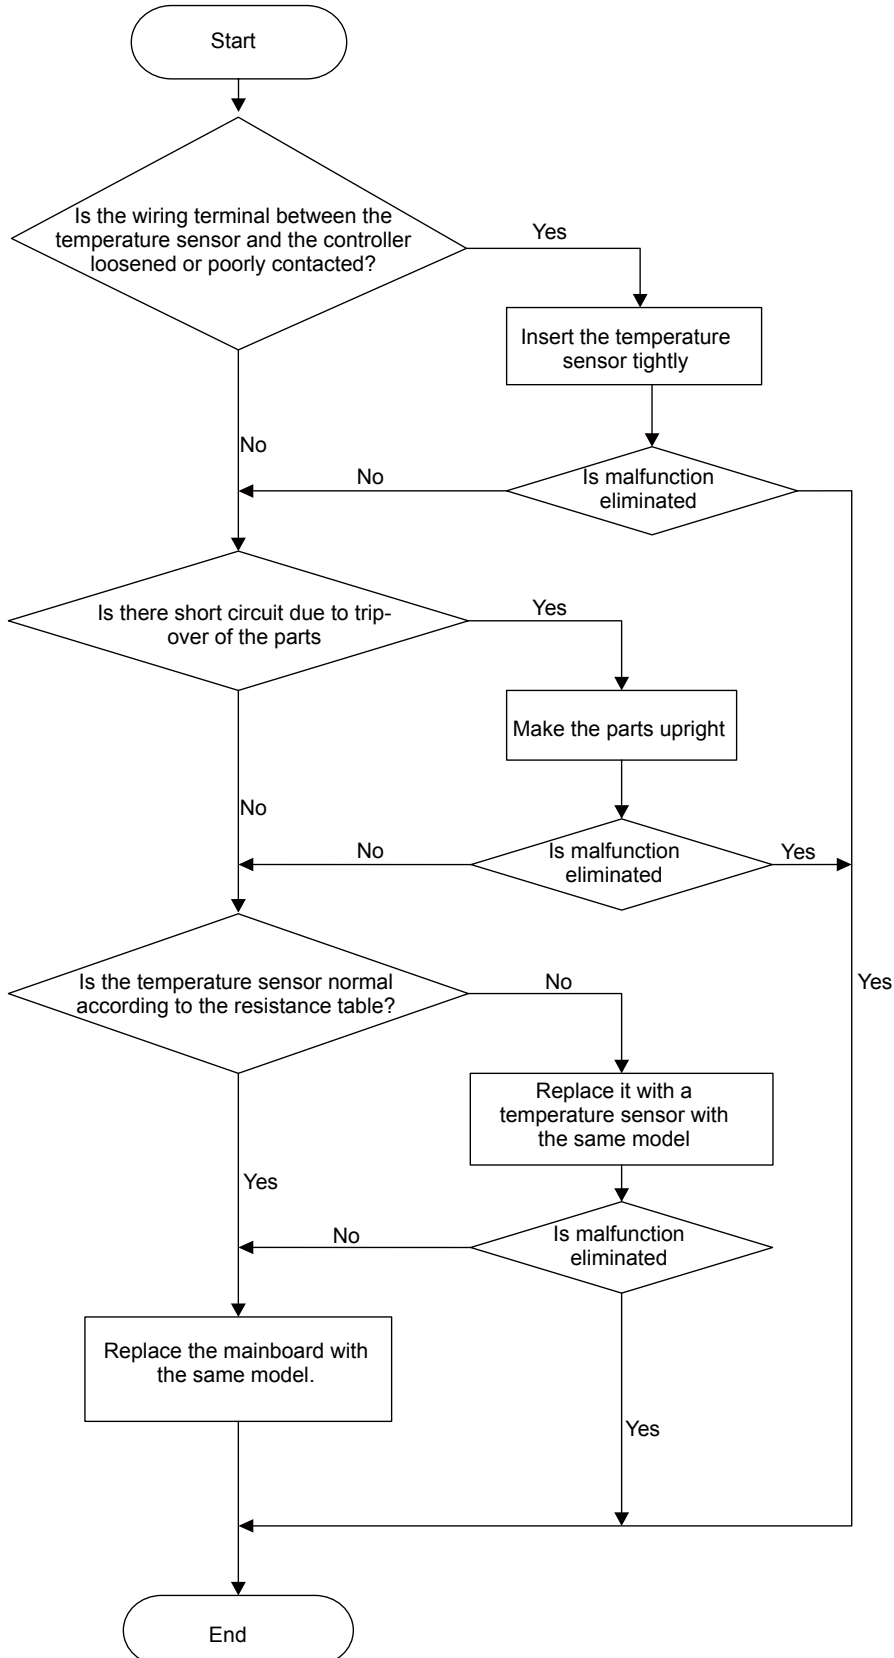 Start
Is the wiring terminal between the
temperature sensor and the controller
loosened or poorly contacted?
Yes
Insert the temperature
sensor tightly
No
No
Is malfunction
eliminated
Is there short circuit due to trip-
over of the parts
Yes
Make the parts upright
No
No
Is malfunction
eliminated
Yes
Is the temperature sensor normal
according to the resistance table?
No
Yes
Replace it with a
temperature sensor with
the same model
Yes
No
Is malfunction
eliminated
Replace the mainboard with
the same model.
Yes
End